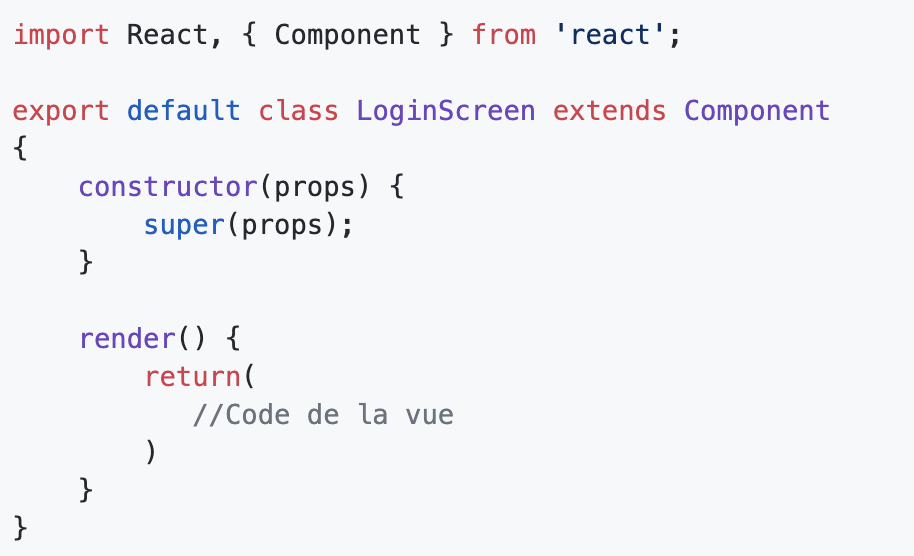 import React, { Component } from 'react';

export default class LoginScreen extends Component
{
    constructor(props) {
        super(props);
    }

    render() {
        return(
           //Code de la vue
        )
    }
}